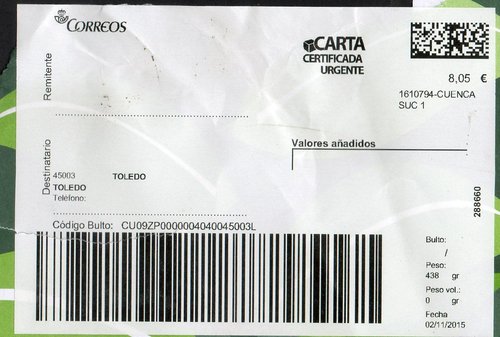 CORREOS
CARTA
CERTIFICADA
URGENTE
8,05 €
1610794-CUENCA
SUC 1
Remitente
Valores añadidos
Destinatario
45003 TOLEDO
TOLEDO
Teléfono:
288660
Código Bulto: CU09ZP0000004040045003L
Bulto:
/
Peso:
438 gr
Peso vol.:
0 gr
Fecha
02/11/2015